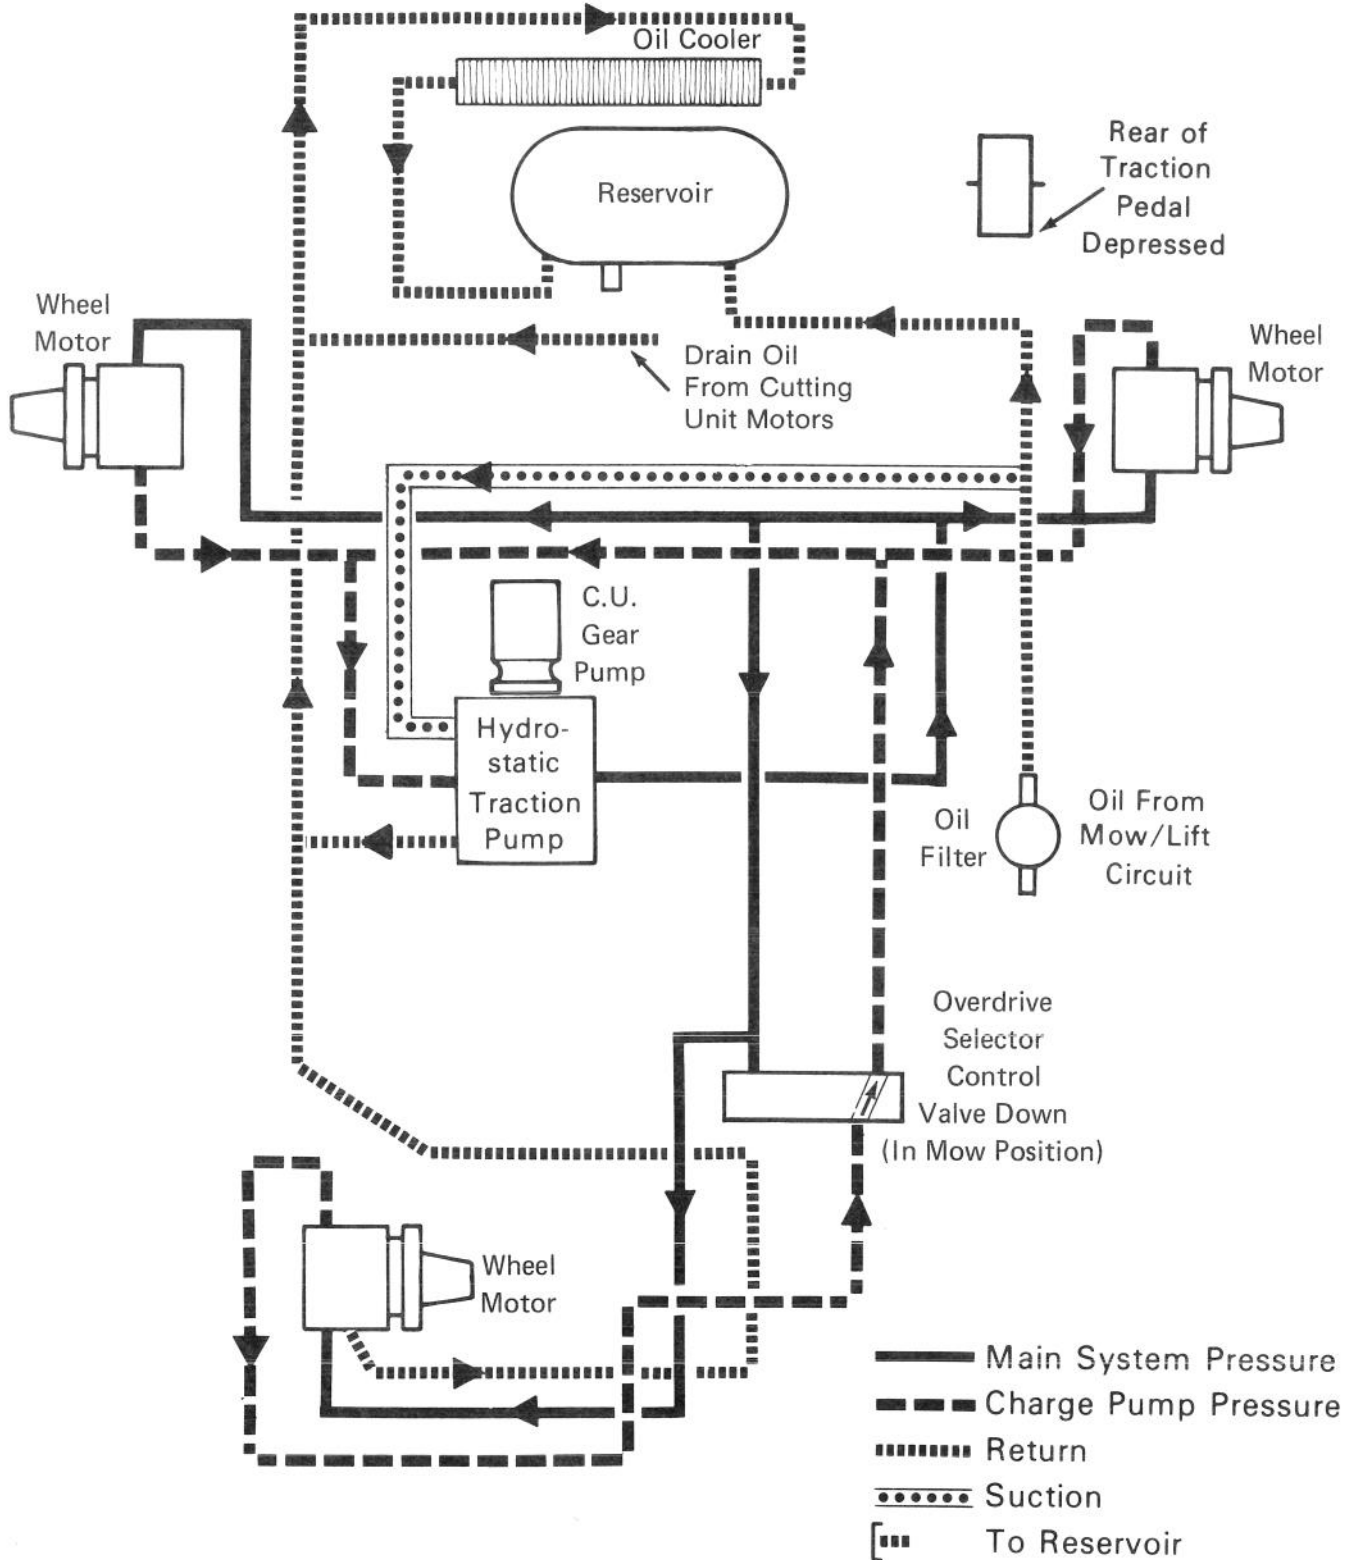 Oil Cooler
Reservoir
Rear of
Traction
Pedal
Depressed
Wheel
Motor
Drain Oil
From Cutting
Unit Motors
Wheel
Motor
C.U.
Gear
Pump
Hydro-
static
Traction
Pump
Oil
Filter
Oil From
Mow/Lift
Circuit
Overdrive
Selector
Control
Valve Down
(In Mow Position)
Wheel
Motor
Main System Pressure
Charge Pump Pressure
Return
Suction
To Reservoir